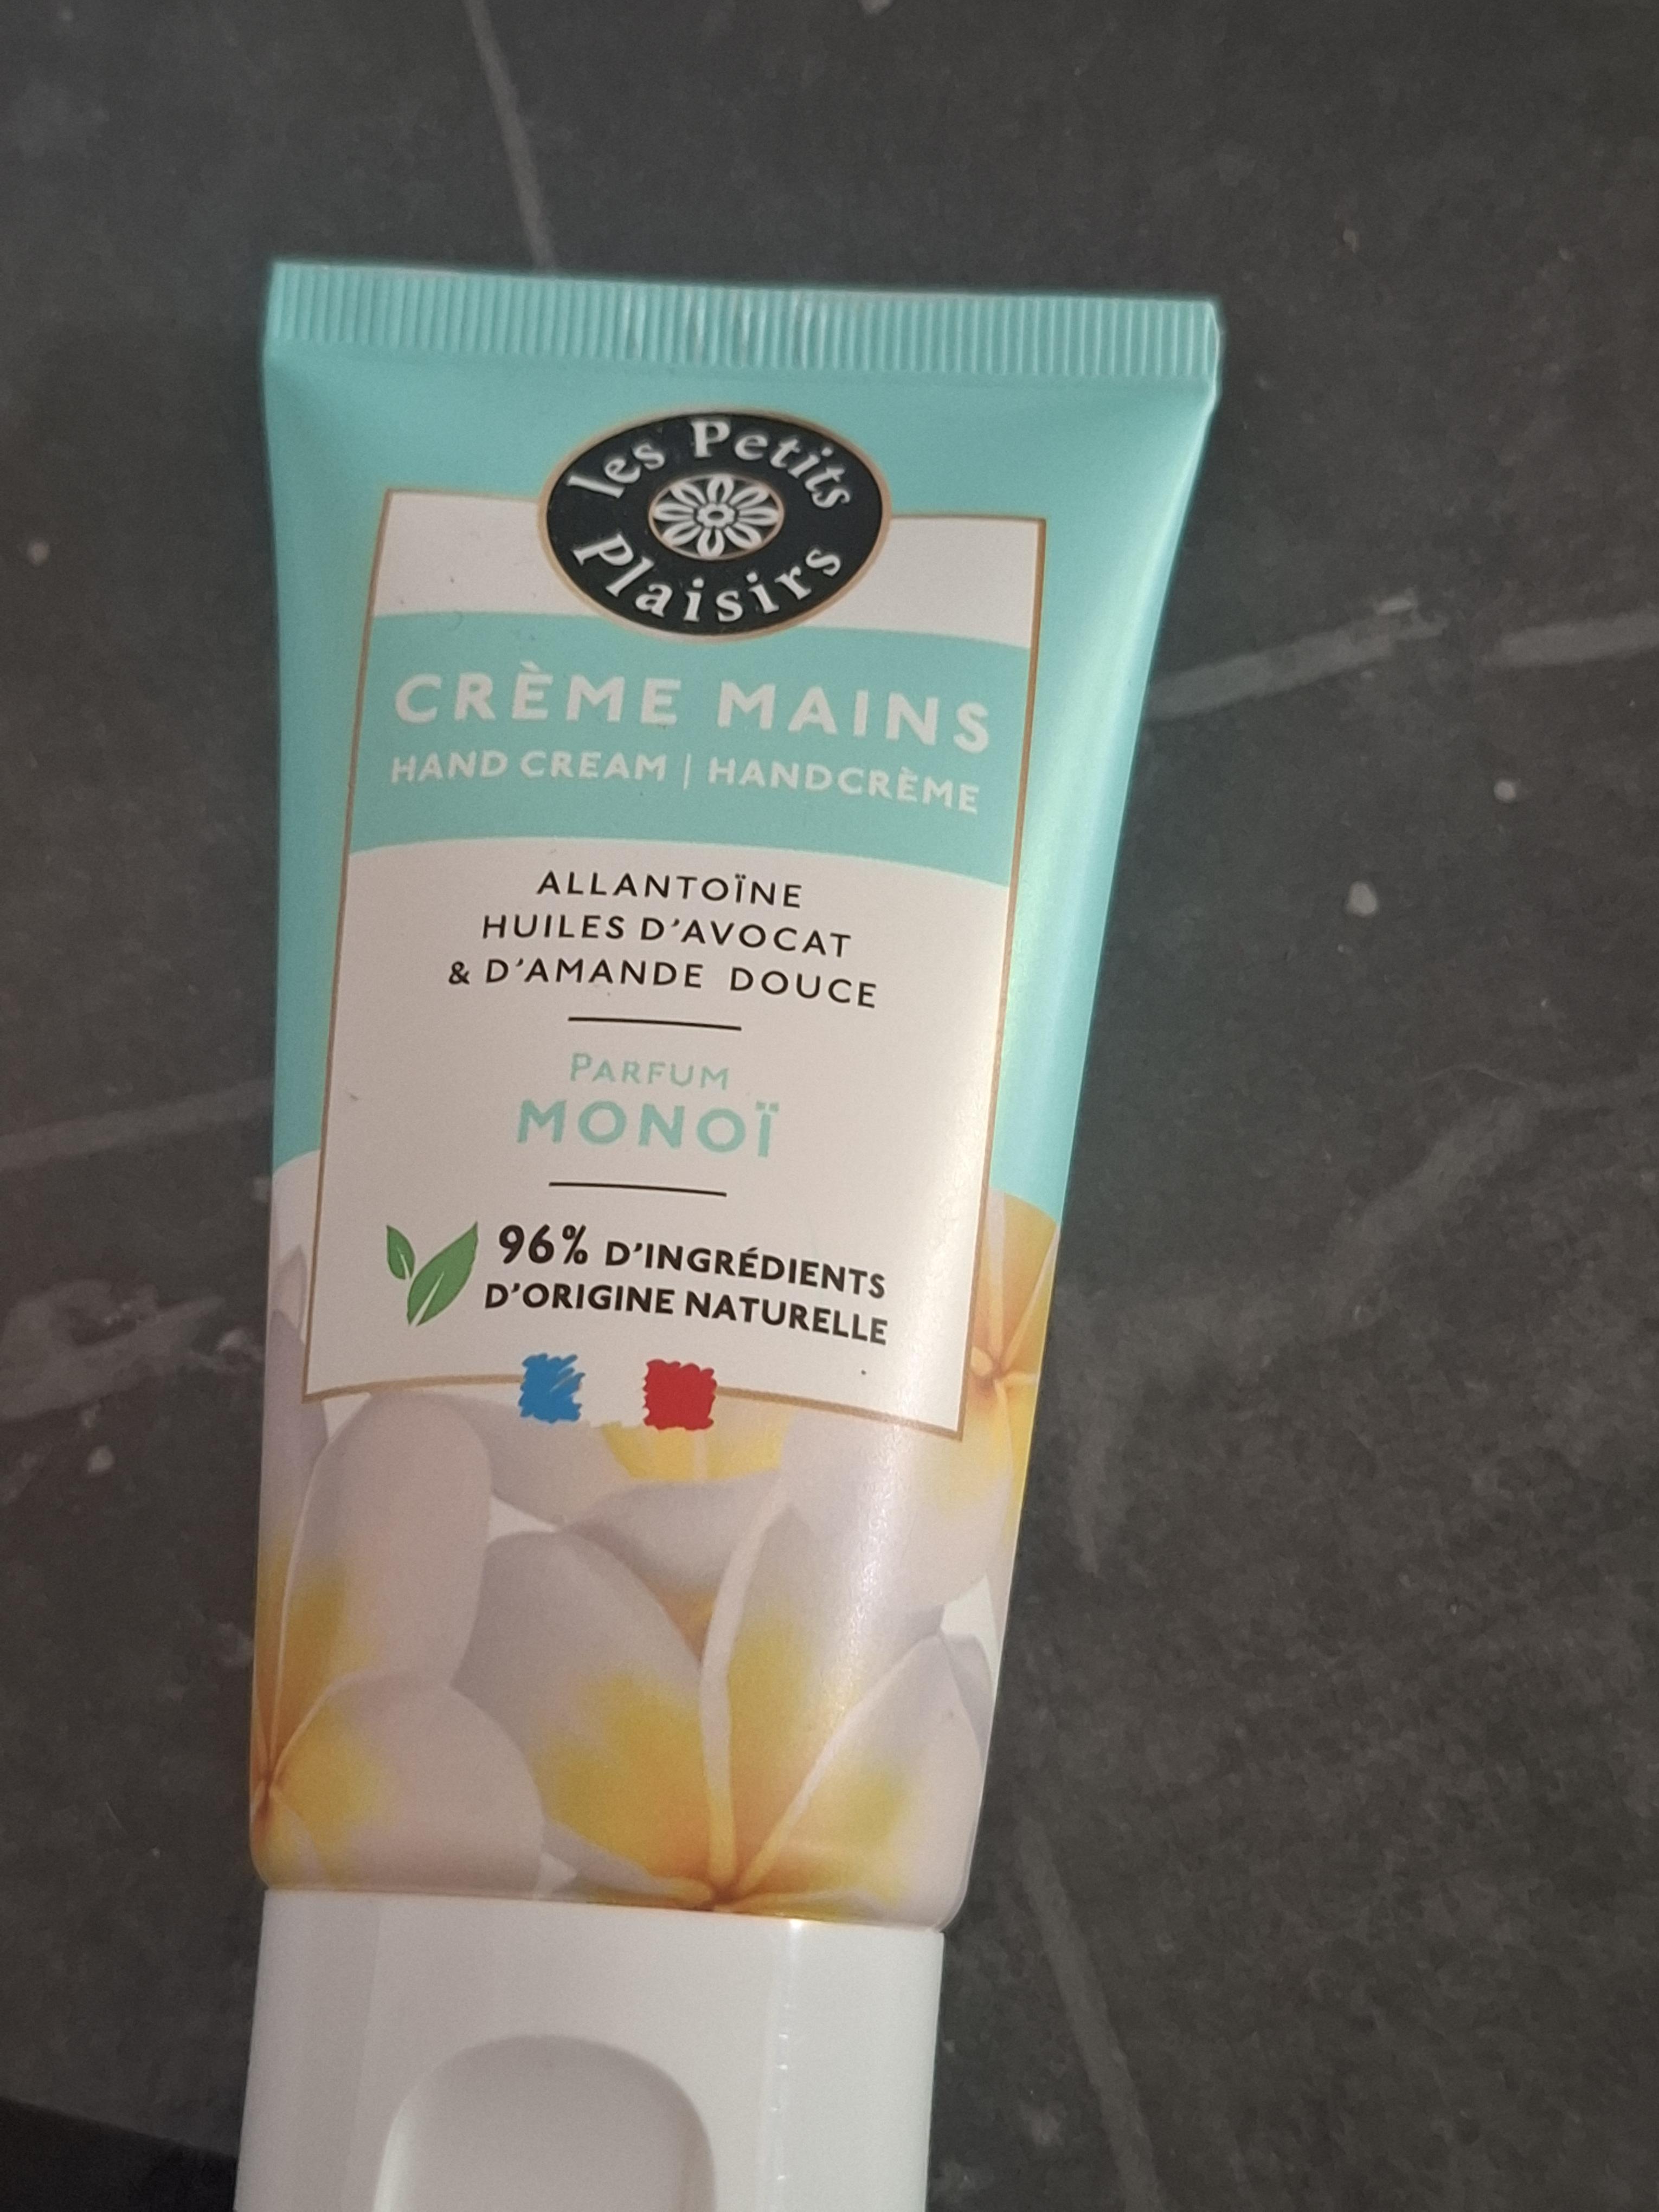 les Petits
Plaisirs
CRÈME MAINS
HAND CREAM | HANDCRÈME
ALLANTOÏNE
HUILES D'AVOCAT
& D'AMANDE DOUCE
PARFUM
MONOÏ
96% D'INGRÉDIENTS
D'ORIGINE NATURELLE